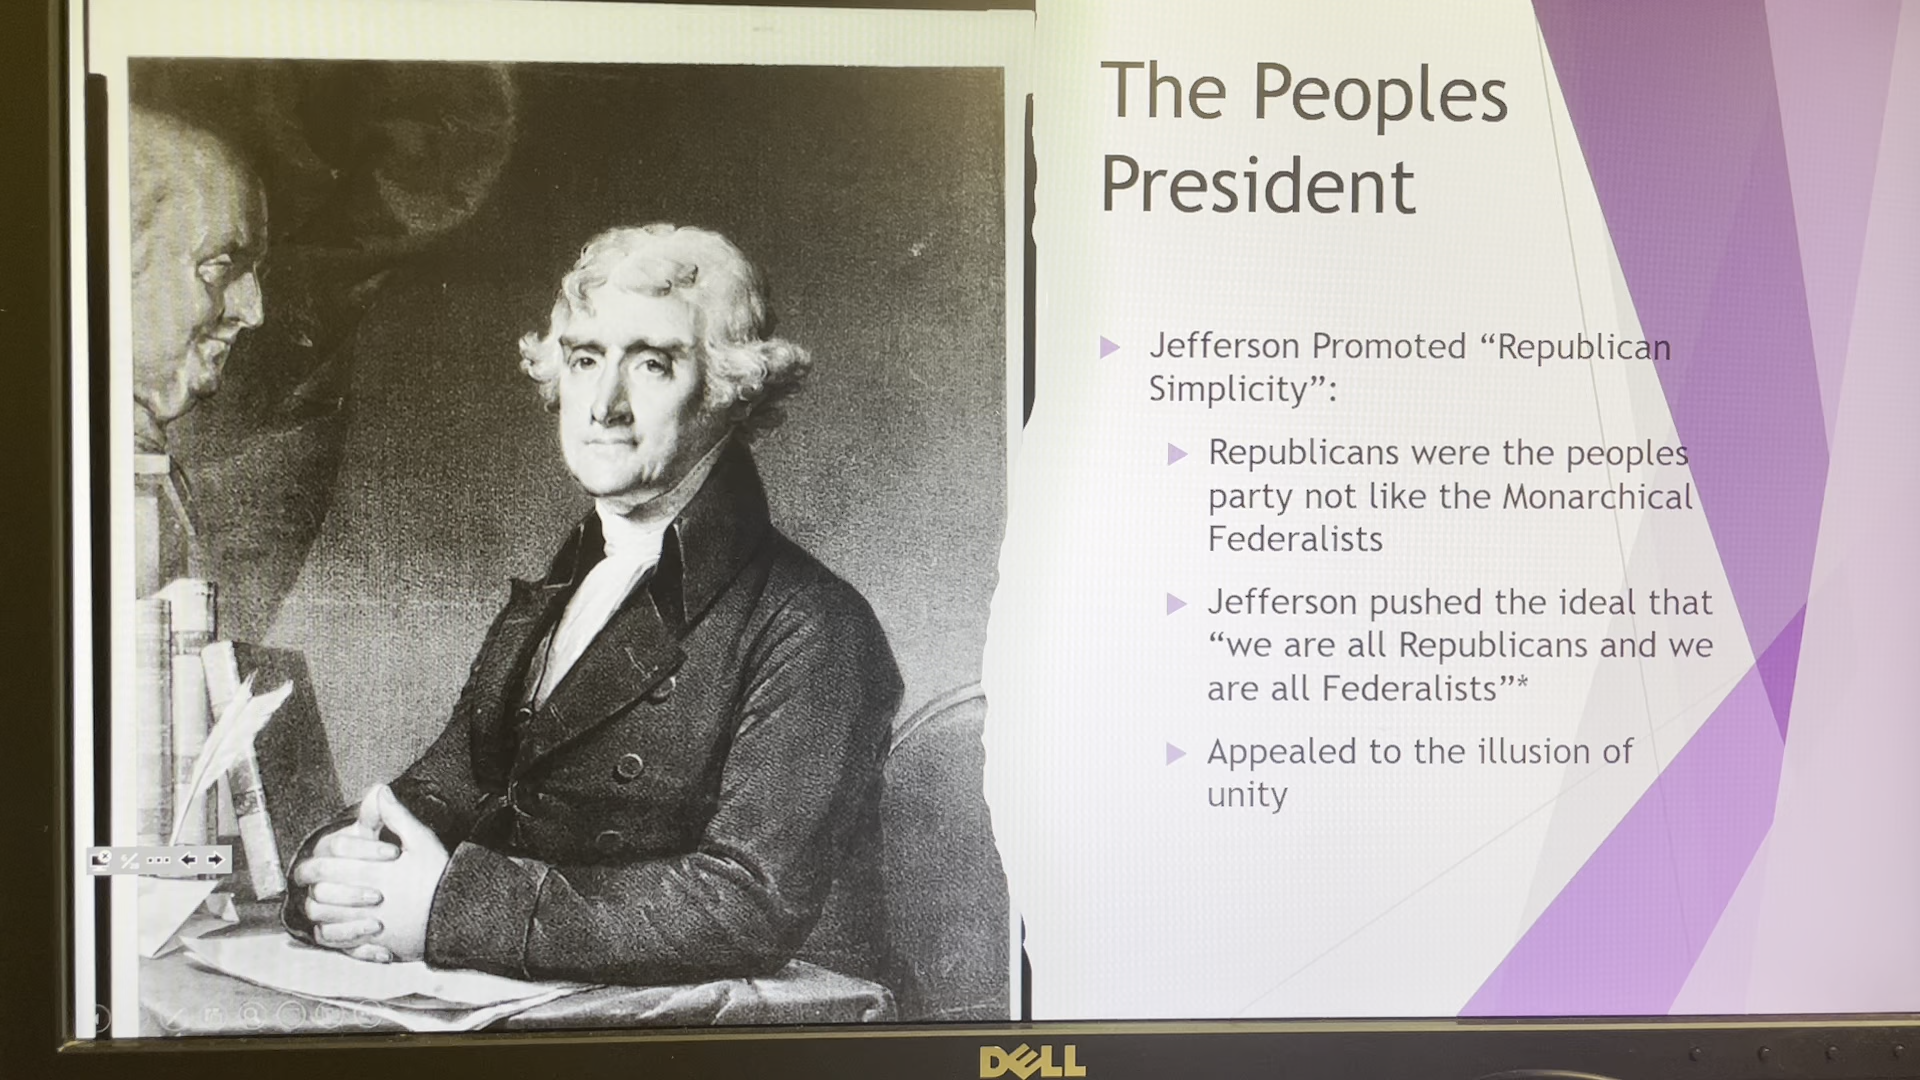 The Peoples
President
Jefferson Promoted “Republican
Simplicity”:
Republicans were the peoples
party not like the Monarchical
Federalists
Jefferson pushed the ideal that
“we are all Republicans and we
are all Federalists”*
Appealed to the illusion of
unity
DELL